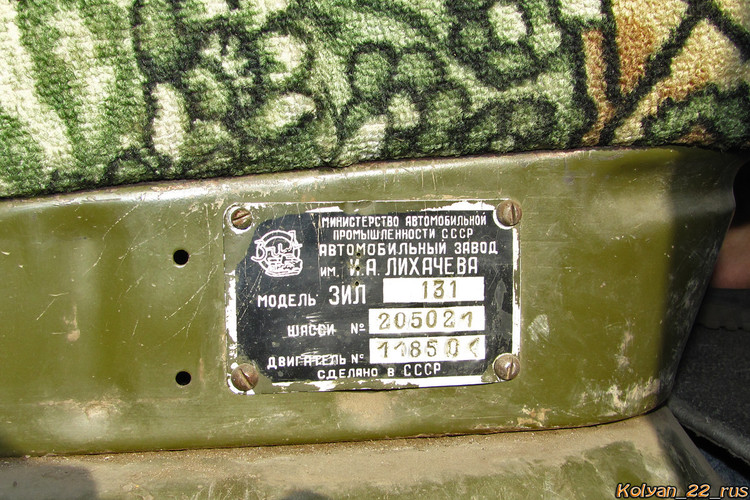 МИНИСТЕРСТВО АВТОМОБИЛЬНОЙ
ПРОМЫШЛЕННОСТИ СССР
АВТОМОБИЛЬНЫЙ ЗАВОД
ИМ. И.А. ЛИХАЧЕВА
МОДЕЛЬ ЗИЛ 131
ШАССИ № 205021
ДВИГАТЕЛЬ № 118501
СДЕЛАНО В СССР
Kolyan_22_rus